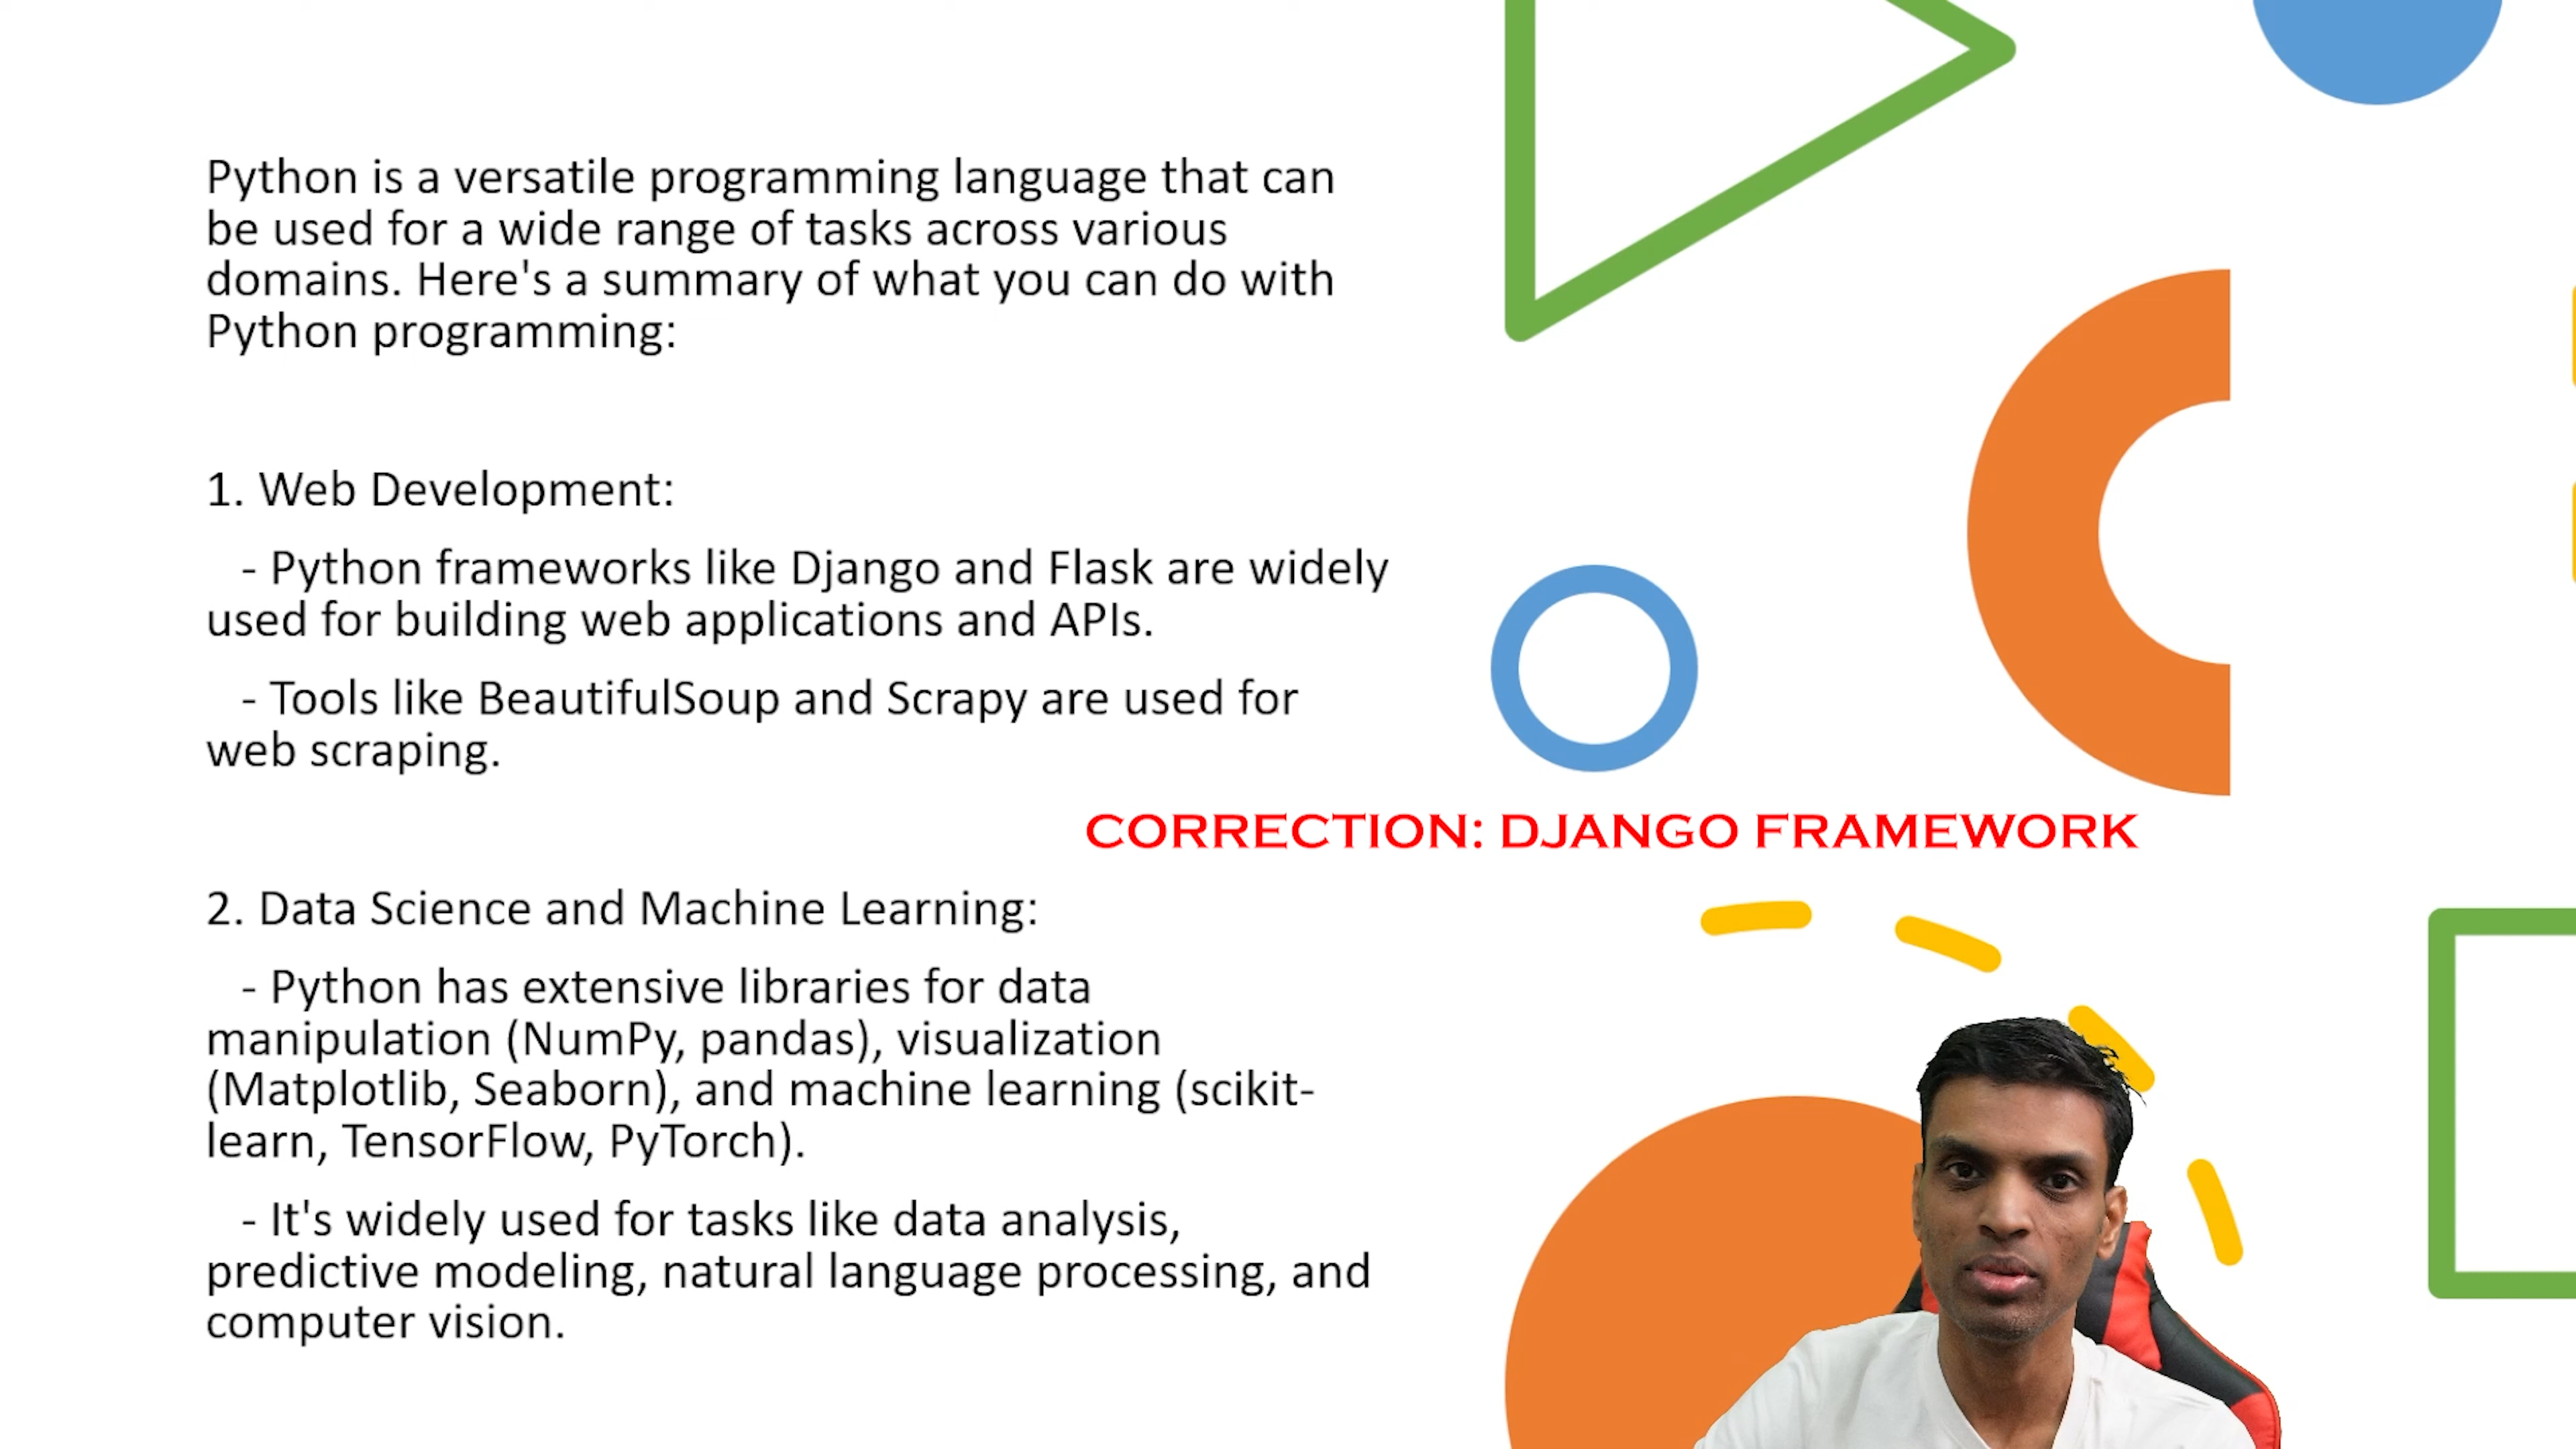 Python is a versatile programming language that can
be used for a wide range of tasks across various
domains. Here's a summary of what you can do with
Python programming:
1. Web Development:
- Python frameworks like Django and Flask are widely
used for building web applications and APIs.
- Tools like BeautifulSoup and Scrapy are used for
web scraping.
CORRECTION: DJANGO FRAMEWORK
2. Data Science and Machine Learning:
- Python has extensive libraries for data
manipulation (NumPy, pandas), visualization
(Matplotlib, Seaborn), and machine learning (scikit-
learn, TensorFlow, PyTorch).
- It's widely used for tasks like data analysis,
predictive modeling, natural language processing, and
computer vision.